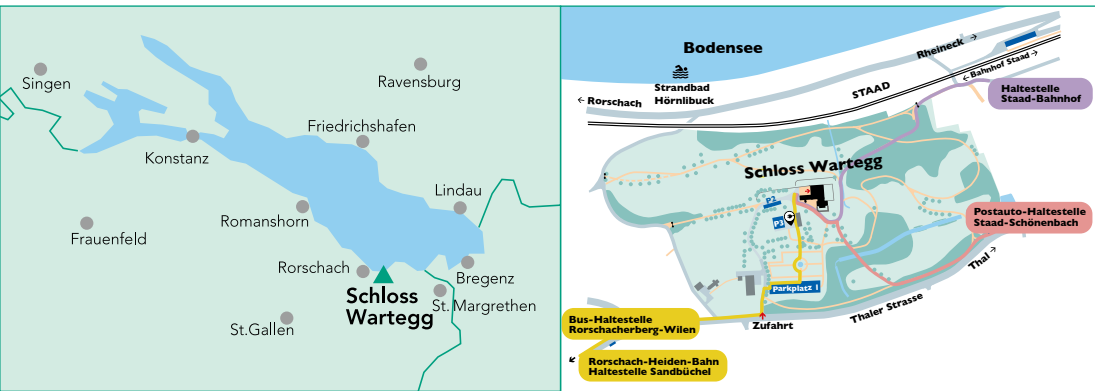 Singen
Ravensburg
Friedrichshafen
Konstanz
Lindau
Romanshorn
Frauenfeld
Rorschach
Bregenz
St.Margrethen
Schloss
Wartegg
St.Gallen
Bodensee
Rheineck →
Strandbad
Hörnlibuck
← Rorschach
STAAD
← Bahnhof Staad →
Haltestelle
Staad-Bahnhof
Schloss Wartegg
P2
P3
Postauto-Haltestelle
Staad-Schönenbach
Thal →
Parkplatz 1
Thaler Strasse
Zufahrt
Bus-Haltestelle
Rorschacherberg-Wilen
Rorschach-Heiden-Bahn
Haltestelle Sandbüchel